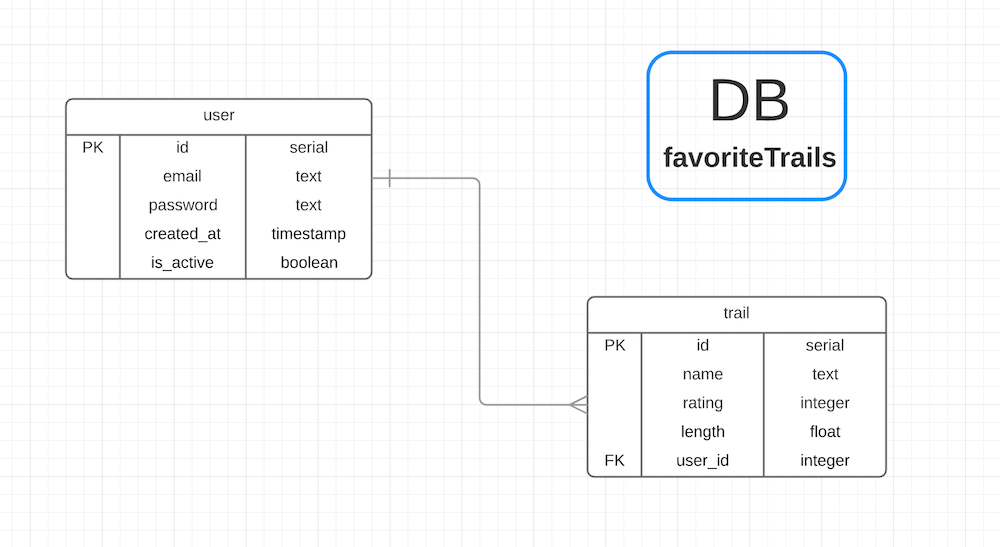 DB
favoriteTrails
user
PK id serial
email text
password text
created_at timestamp
is_active boolean
trail
PK id serial
name text
rating integer
length float
FK user_id integer